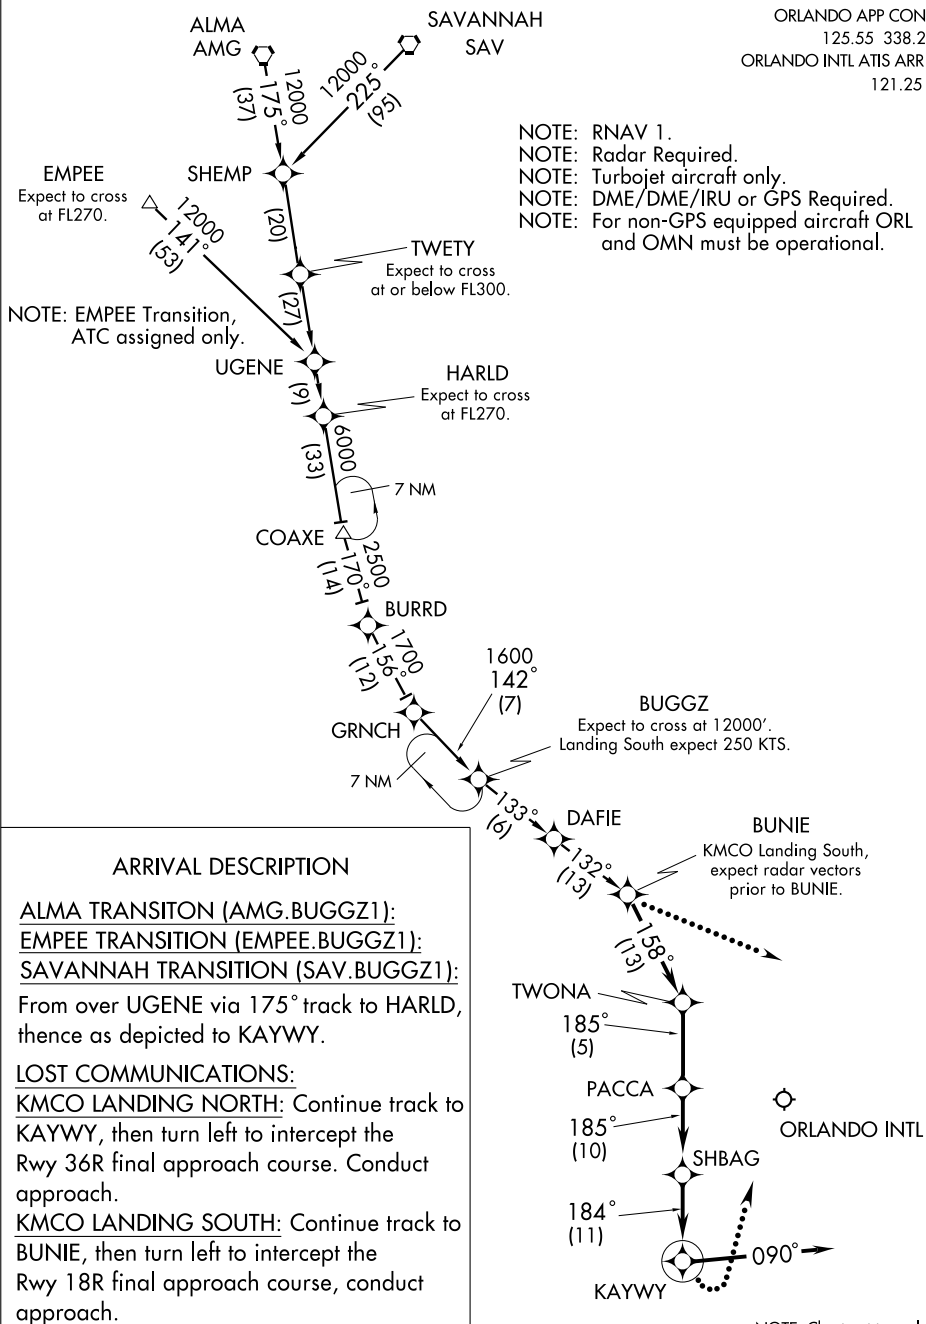 ORLANDO APP CON
125.55 338.2
ORLANDO INTL ATIS ARR
121.25
ALMA
AMG
SAVANNAH
SAV
12000
175°
(37)
12000
225°
(95)
NOTE: RNAV 1.
NOTE: Radar Required.
NOTE: Turbojet aircraft only.
NOTE: DME/DME/IRU or GPS Required.
NOTE: For non-GPS equipped aircraft ORL
and OMN must be operational.
EMPEE
Expect to cross
at FL270.
SHEMP
12000
141°
(53)
(20)
TWETY
Expect to cross
at or below FL300.
(27)
NOTE: EMPEE Transition,
ATC assigned only.
UGENE
(9)
HARLD
Expect to cross
at FL270.
6000
(33)
7 NM
COAXE
2500
170°
(14)
BURRD
1700
156°
(12)
1600
142°
(7)
GRNCH
BUGGZ
Expect to cross at 12000'.
Landing South expect 250 KTS.
7 NM
133°
(6)
DAFIE
132°
(13)
BUNIE
KMCO Landing South,
expect radar vectors
prior to BUNIE.
158°
(13)
TWONA
185°
(5)
PACCA
185°
(10)
ORLANDO INTL
SHBAG
184°
(11)
090°
KAYWY
ARRIVAL DESCRIPTION
ALMA TRANSITON (AMG.BUGGZ1):
EMPEE TRANSITION (EMPEE.BUGGZ1):
SAVANNAH TRANSITION (SAV.BUGGZ1):
From over UGENE via 175° track to HARLD,
thence as depicted to KAYWY.
LOST COMMUNICATIONS:
KMCO LANDING NORTH: Continue track to
KAYWY, then turn left to intercept the
Rwy 36R final approach course. Conduct
approach.
KMCO LANDING SOUTH: Continue track to
BUNIE, then turn left to intercept the
Rwy 18R final approach course, conduct
approach.